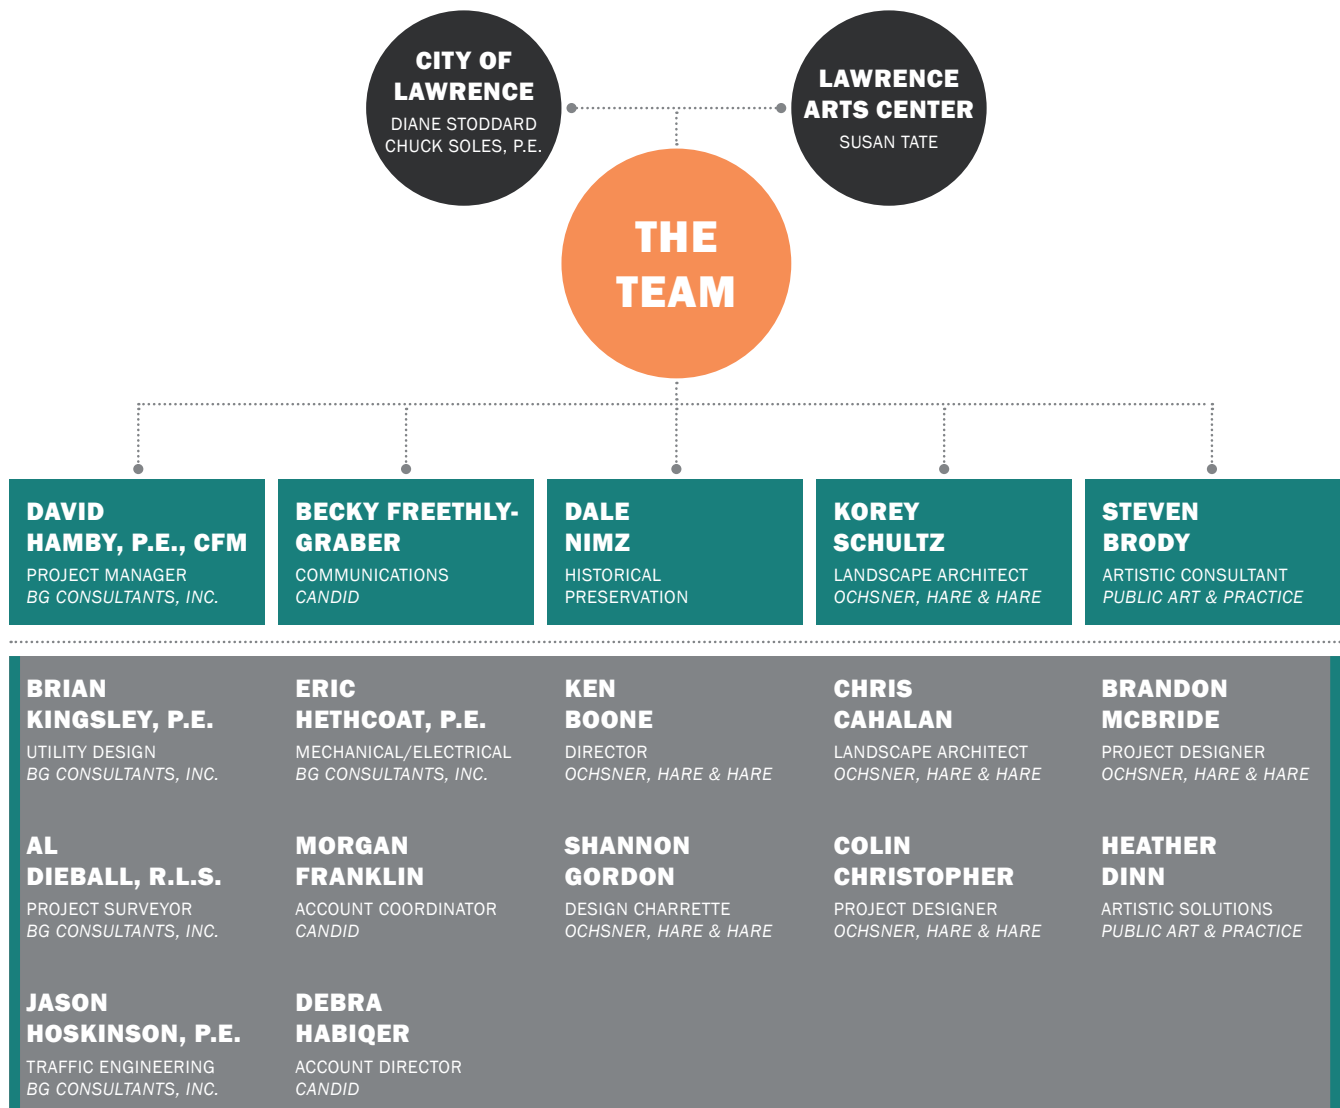 CITY OF
LAWRENCE
DIANE STODDARD
CHUCK SOLES, P.E.
LAWRENCE
ARTS CENTER
SUSAN TATE
THE
TEAM
DAVID
HAMBY, P.E., CFM
PROJECT MANAGER
BG CONSULTANTS, INC.
BECKY FREETHLY-
GRABER
COMMUNICATIONS
CANDID
DALE
NIMZ
HISTORICAL
PRESERVATION
KOREY
SCHULTZ
LANDSCAPE ARCHITECT
OCHSNER, HARE & HARE
STEVEN
BRODY
ARTISTIC CONSULTANT
PUBLIC ART & PRACTICE
BRIAN
KINGSLEY, P.E.
UTILITY DESIGN
BG CONSULTANTS, INC.
ERIC
HETHCOAT, P.E.
MECHANICAL/ELECTRICAL
BG CONSULTANTS, INC.
KEN
BOONE
DIRECTOR
OCHSNER, HARE & HARE
CHRIS
CAHALAN
LANDSCAPE ARCHITECT
OCHSNER, HARE & HARE
BRANDON
MCBRIDE
PROJECT DESIGNER
OCHSNER, HARE & HARE
AL
DIEBALL, R.L.S.
PROJECT SURVEYOR
BG CONSULTANTS, INC.
MORGAN
FRANKLIN
ACCOUNT COORDINATOR
CANDID
SHANNON
GORDON
DESIGN CHARRETTE
OCHSNER, HARE & HARE
COLIN
CHRISTOPHER
PROJECT DESIGNER
OCHSNER, HARE & HARE
HEATHER
DINN
ARTISTIC SOLUTIONS
PUBLIC ART & PRACTICE
JASON
HOSKINSON, P.E.
TRAFFIC ENGINEERING
BG CONSULTANTS, INC.
DEBRA
HABIQER
ACCOUNT DIRECTOR
CANDID